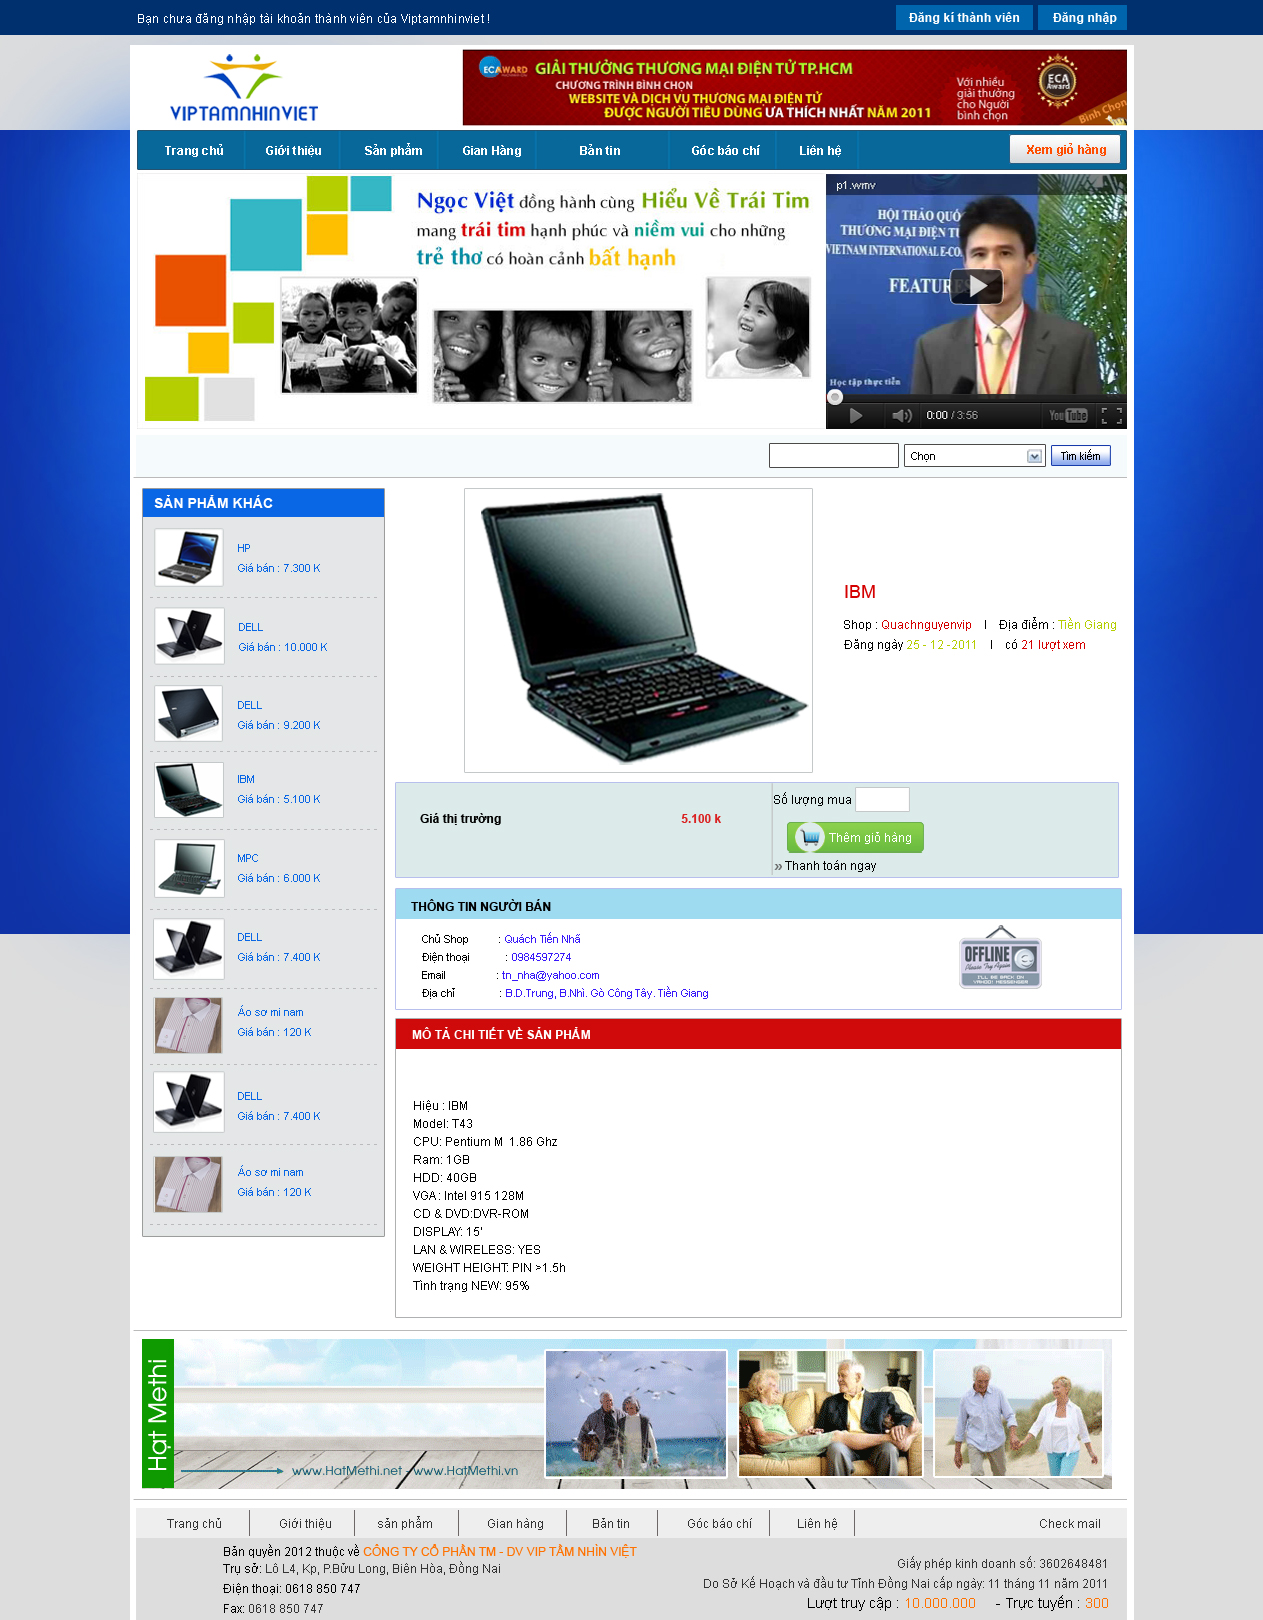 Bạn chưa đăng nhập tài khoản thành viên của Viptamnhinviet !
Đăng kí thành viên
Đăng nhập
VIPTAMNHINVIET
ECAWARD
GIẢI THƯỞNG THƯƠNG MẠI ĐIỆN TỬ TP.HCM
CHƯƠNG TRÌNH BÌNH CHỌN
WEBSITE VÀ DỊCH VỤ THƯƠNG MẠI ĐIỆN TỬ
ĐƯỢC NGƯỜI TIÊU DÙNG ƯA THÍCH NHẤT NĂM 2011
Với nhiều
giải thưởng
cho Người
bình chọn
ECA
Award
Bình Chọn
Trang chủ
Giới thiệu
Sản phẩm
Gian Hàng
Bản tin
Góc báo chí
Liên hệ
Xem giỏ hàng
Ngọc Việt đồng hành cùng Hiểu Về Trái Tim
mang trái tim hạnh phúc và niềm vui cho những
trẻ thơ có hoàn cảnh bất hạnh
p1.wmv
HỘI THẢO QUỐ
THƯƠNG MẠI ĐIỆN TỬ
VIETNAM INTERNATIONAL E-CO
FEATURES
Học tập thực tiễn
0:00 / 3:56
YouTube
Chọn
Tìm kiếm
SẢN PHẨM KHÁC
HP
Giá bán : 7.300 K
DELL
Giá bán : 10.000 K
DELL
Giá bán : 9.200 K
IBM
Giá bán : 5.100 K
MPC
Giá bán : 6.000 K
DELL
Giá bán : 7.400 K
Áo sơ mi nam
Giá bán : 120 K
DELL
Giá bán : 7.400 K
Áo sơ mi nam
Giá bán : 120 K
IBM
Shop : Quachnguyenvip I Địa điểm : Tiền Giang
Đăng ngày 25 - 12 -2011 I có 21 lượt xem
Giá thị trường 5.100 k
Số lượng mua
Thêm giỏ hàng
» Thanh toán ngay
THÔNG TIN NGƯỜI BÁN
Chủ Shop : Quách Tiến Nhã
Điện thoại : 0984597274
Email : tn_nha@yahoo.com
Địa chỉ : B.D.Trung, B.Nhì. Gò Công Tây. Tiền Giang
OFFLINE
Please Try Again
I'LL BE BACK ON
YAHOO! MESSENGER
MÔ TẢ CHI TIẾT VỀ SẢN PHẨM
Hiệu : IBM
Model: T43
CPU: Pentium M 1.86 Ghz
Ram: 1GB
HDD: 40GB
VGA : Intel 915 128M
CD & DVD:DVR-ROM
DISPLAY: 15'
LAN & WIRELESS: YES
WEIGHT HEIGHT: PIN >1.5h
Tình trạng NEW: 95%
Hạt Methi
www.HatMethi.net - www.HatMethi.vn
Trang chủ
Giới thiệu
sản phẩm
Gian hàng
Bản tin
Góc báo chí
Liên hệ
Check mail
Bản quyền 2012 thuộc về CÔNG TY CỔ PHẦN TM - DV VIP TẦM NHÌN VIỆT
Trụ sở: Lô L4, Kp, P.Bửu Long, Biên Hòa, Đồng Nai
Điện thoại: 0618 850 747
Fax: 0618 850 747
Giấy phép kinh doanh số: 3602648481
Do Sở Kế Hoạch và đầu tư Tỉnh Đồng Nai cấp ngày: 11 tháng 11 năm 2011
Lượt truy cập : 10.000.000 - Trực tuyến : 300